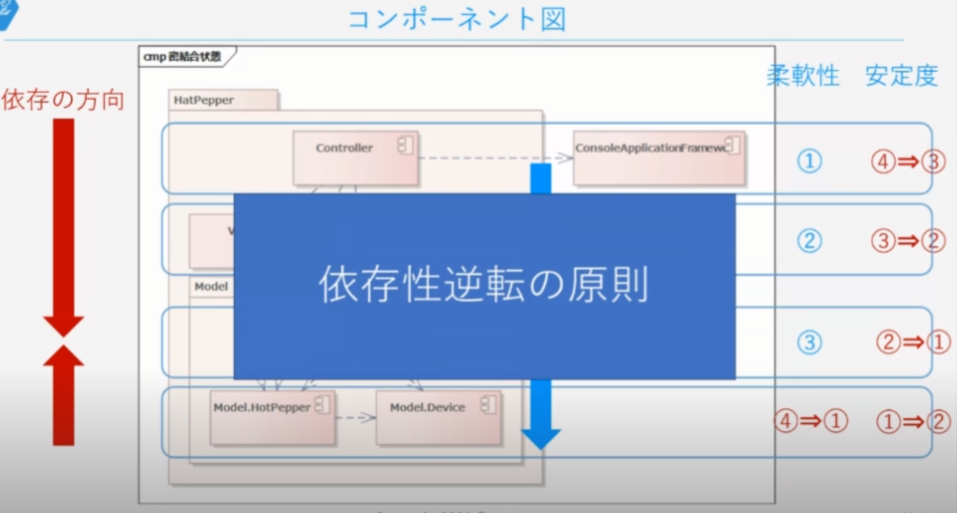 コンポーネント図
cmp 密結合状態
柔軟性 安定度
依存の方向
HatPepper
Controller
ConsoleApplicationFramew
① ④⇒③
V
② ③⇒②
依存性逆転の原則
Model
③ ②⇒①
Model.HotPepper
Model.Device
④⇒① ①⇒②